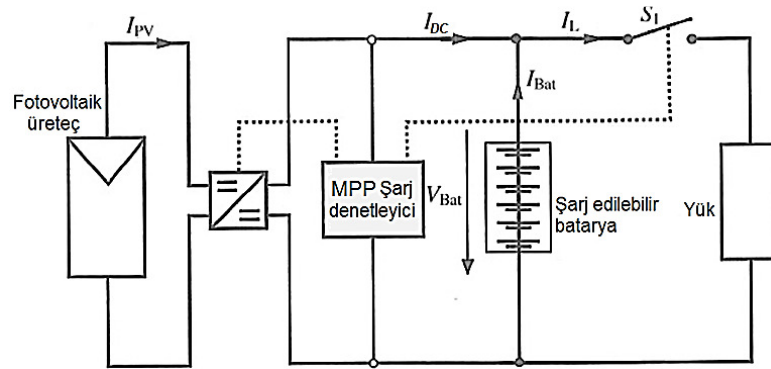 I_PV
I_DC
I_L
S_1
Fotovoltaik
üreteç
I_Bat
MPP Şarj
denetleyici
V_Bat
Şarj edilebilir
batarya
Yük